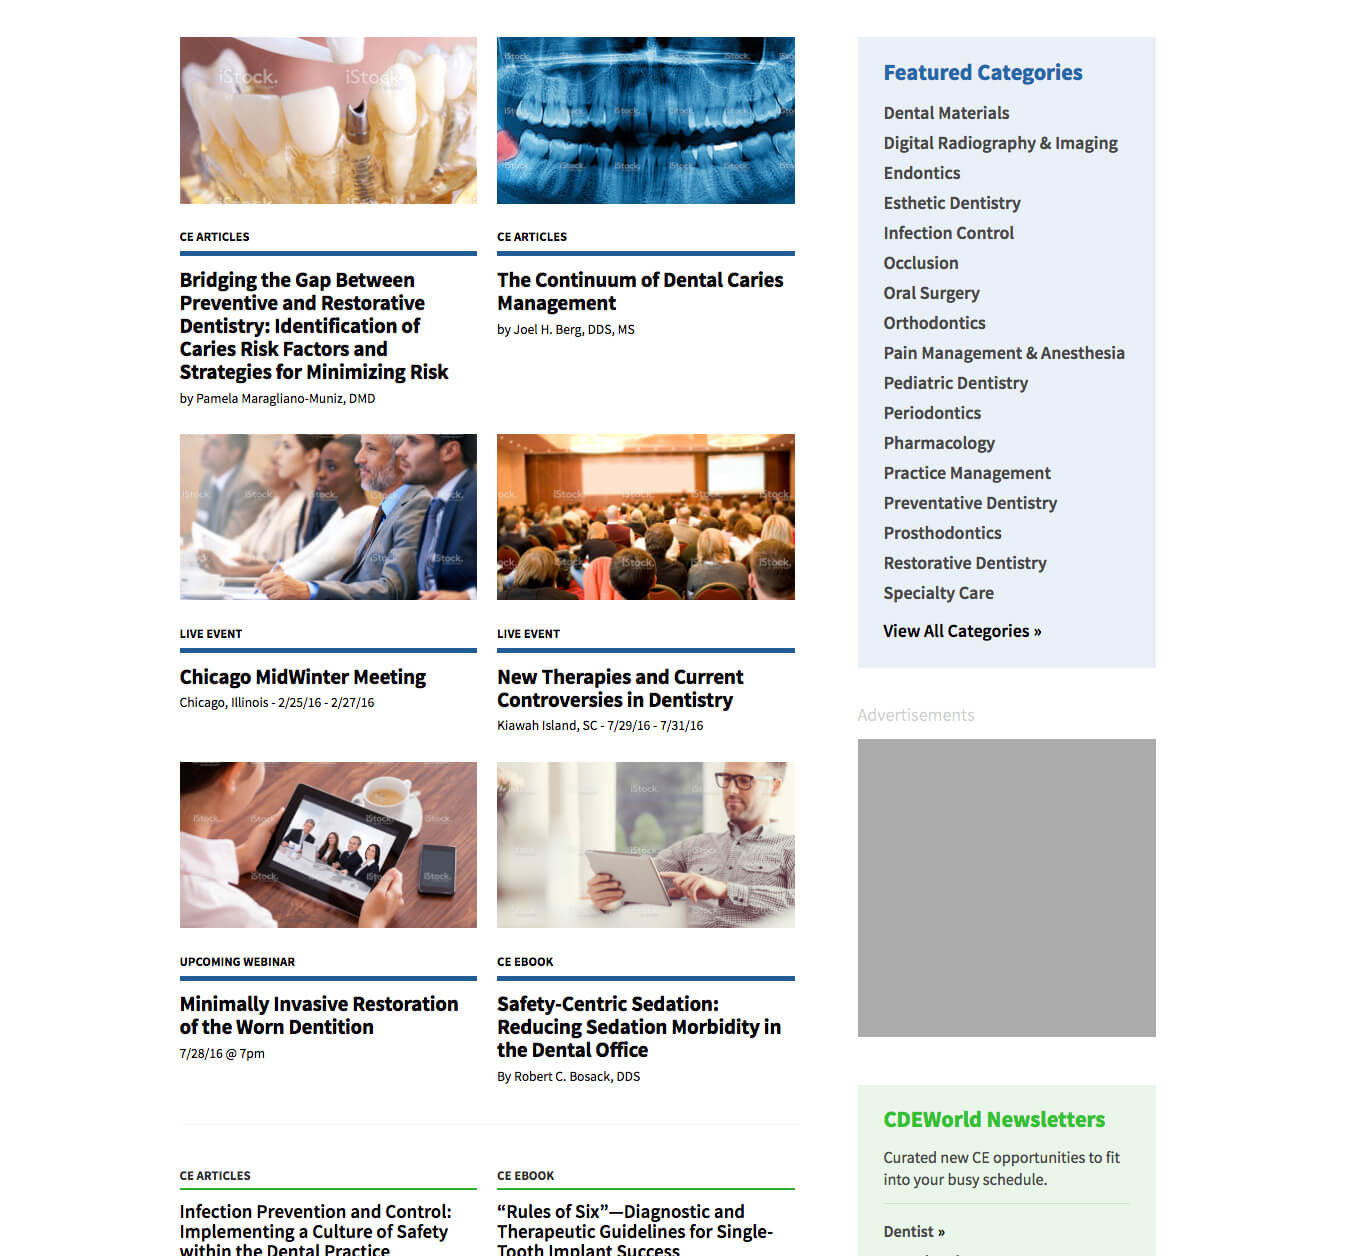 CE ARTICLES
Bridging the Gap Between
Preventive and Restorative
Dentistry: Identification of
Caries Risk Factors and
Strategies for Minimizing Risk
by Pamela Maragliano-Muniz, DMD
CE ARTICLES
The Continuum of Dental Caries
Management
by Joel H. Berg, DDS, MS
LIVE EVENT
Chicago MidWinter Meeting
Chicago, Illinois - 2/25/16 - 2/27/16
LIVE EVENT
New Therapies and Current
Controversies in Dentistry
Kiawah Island, SC - 7/29/16 - 7/31/16
UPCOMING WEBINAR
Minimally Invasive Restoration
of the Worn Dentition
7/28/16 @ 7pm
CE EBOOK
Safety-Centric Sedation:
Reducing Sedation Morbidity in
the Dental Office
By Robert C. Bosack, DDS
CE ARTICLES
Infection Prevention and Control:
Implementing a Culture of Safety
within the Dental Practice
CE EBOOK
“Rules of Six”—Diagnostic and
Therapeutic Guidelines for Single-
Tooth Implant Success
Featured Categories
Dental Materials
Digital Radiography & Imaging
Endontics
Esthetic Dentistry
Infection Control
Occlusion
Oral Surgery
Orthodontics
Pain Management & Anesthesia
Pediatric Dentistry
Periodontics
Pharmacology
Practice Management
Preventative Dentistry
Prosthodontics
Restorative Dentistry
Specialty Care
View All Categories »
Advertisements
CDEWorld Newsletters
Curated new CE opportunities to fit
into your busy schedule.
Dentist »